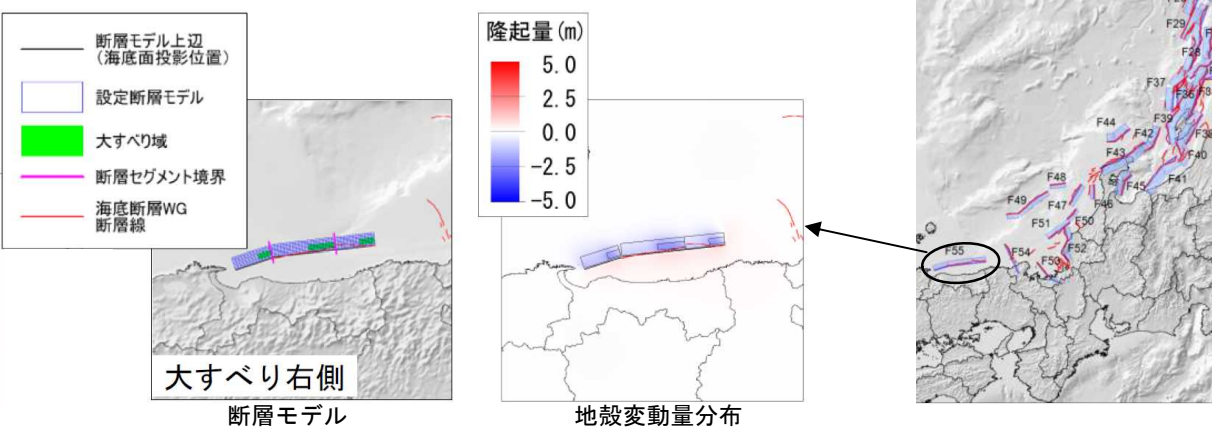 断層モデル上辺
(海底面投影位置)
設定断層モデル
大すべり域
断層セグメント境界
海底断層WG
断層線
大すべり右側
断層モデル
隆起量(m)
5.0
2.5
0.0
-2.5
-5.0
地殻変動量分布
F29
F28
F37
F36
F39
F44
F42
F38
F43
F40
F41
F48
F45
F49
F47
F46
F51
F50
F55
F54
F52
F53